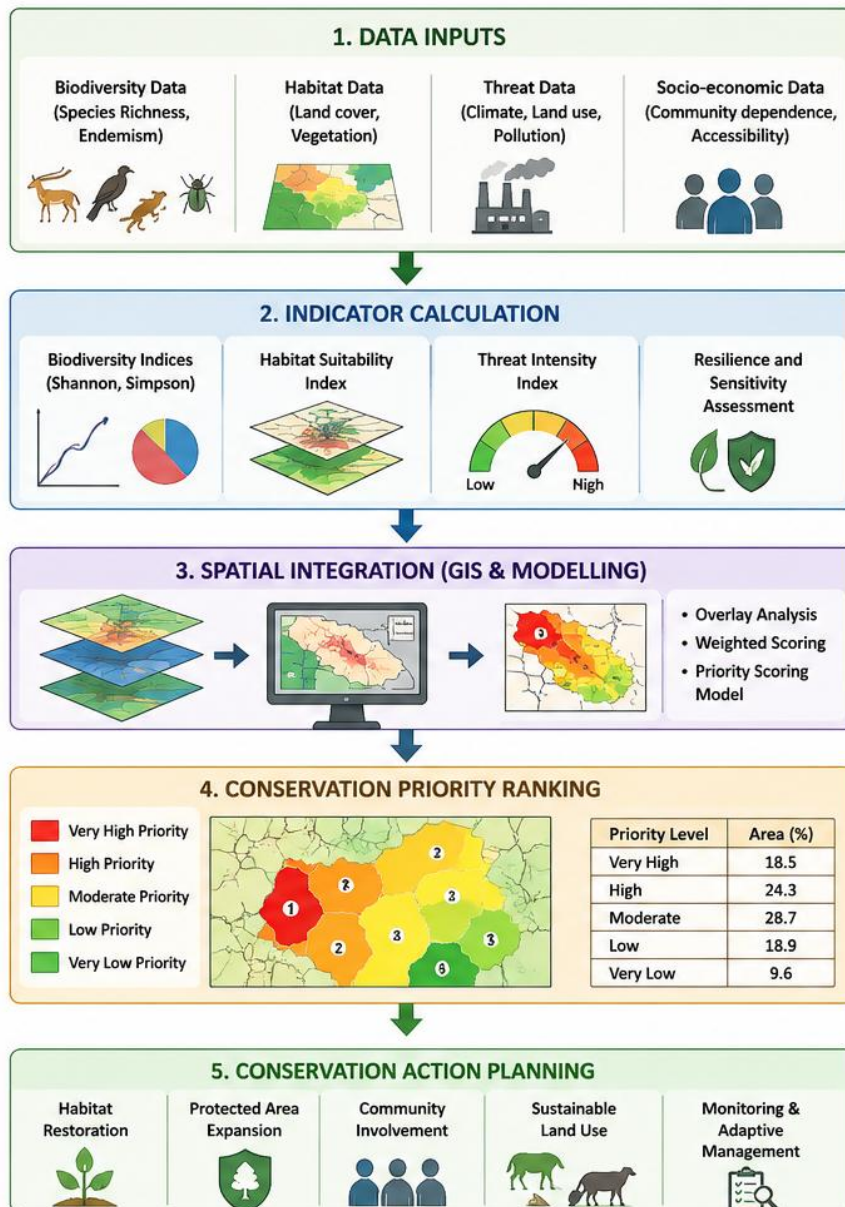 1. DATA INPUTS
Biodiversity Data
(Species Richness,
Endemism)
Habitat Data
(Land cover,
Vegetation)
Threat Data
(Climate, Land use,
Pollution)
Socio-economic Data
(Community dependence,
Accessibility)
2. INDICATOR CALCULATION
Biodiversity Indices
(Shannon, Simpson)
Habitat Suitability
Index
Threat Intensity
Index
Low
High
Resilience and
Sensitivity
Assessment
3. SPATIAL INTEGRATION (GIS & MODELLING)
• Overlay Analysis
• Weighted Scoring
• Priority Scoring
Model
4. CONSERVATION PRIORITY RANKING
Very High Priority
High Priority
Moderate Priority
Low Priority
Very Low Priority
1
2
2
3
Priority Level Area (%)
Very High 18.5
High 24.3
Moderate 28.7
Low 18.9
Very Low 9.6
5. CONSERVATION ACTION PLANNING
Habitat
Restoration
Protected Area
Expansion
Community
Involvement
Sustainable
Land Use
Monitoring &
Adaptive
Management